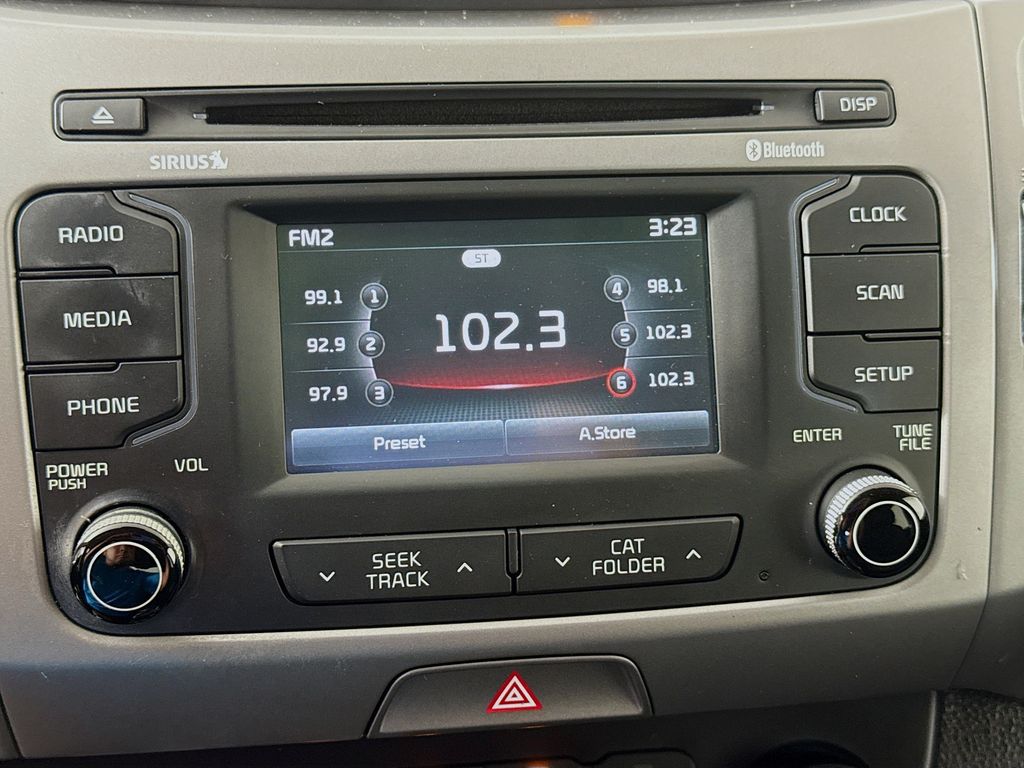 DISP
SIRIUS
Bluetooth
RADIO
MEDIA
PHONE
POWER
PUSH
VOL
FM2
3:23
ST
99.1 1
92.9 2
97.9 3
102.3
4 98.1
5 102.3
6 102.3
Preset
A.Store
CLOCK
SCAN
SETUP
ENTER
TUNE
FILE
SEEK
TRACK
CAT
FOLDER